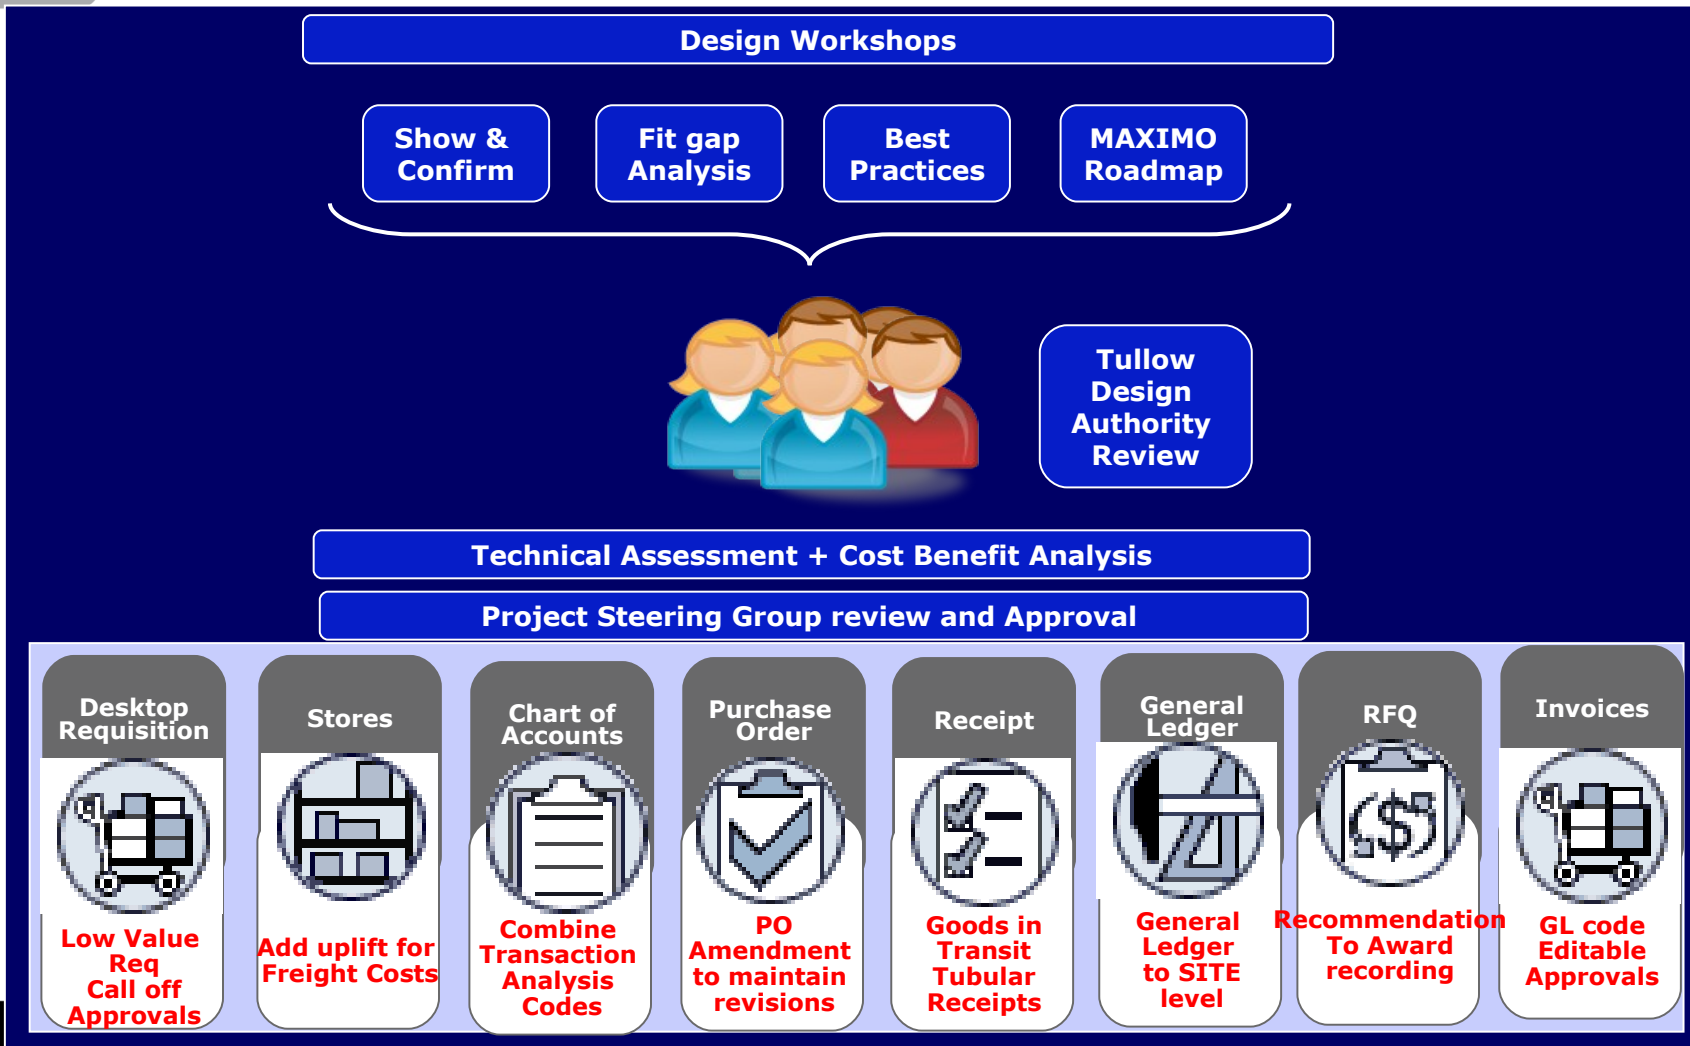 Design Workshops
Show &
Confirm
Fit gap
Analysis
Best
Practices
MAXIMO
Roadmap
Tullow
Design
Authority
Review
Technical Assessment + Cost Benefit Analysis
Project Steering Group review and Approval
Desktop
Requisition
Stores
Chart of
Accounts
Purchase
Order
Receipt
General
Ledger
RFQ
Invoices
$
Low Value
Req
Call off
Approvals
Add uplift for
Freight Costs
Combine
Transaction
Analysis
Codes
PO
Amendment
to maintain
revisions
Goods in
Transit
Tubular
Receipts
General
Ledger
to SITE
level
Recommendation
To Award
recording
GL code
Editable
Approvals